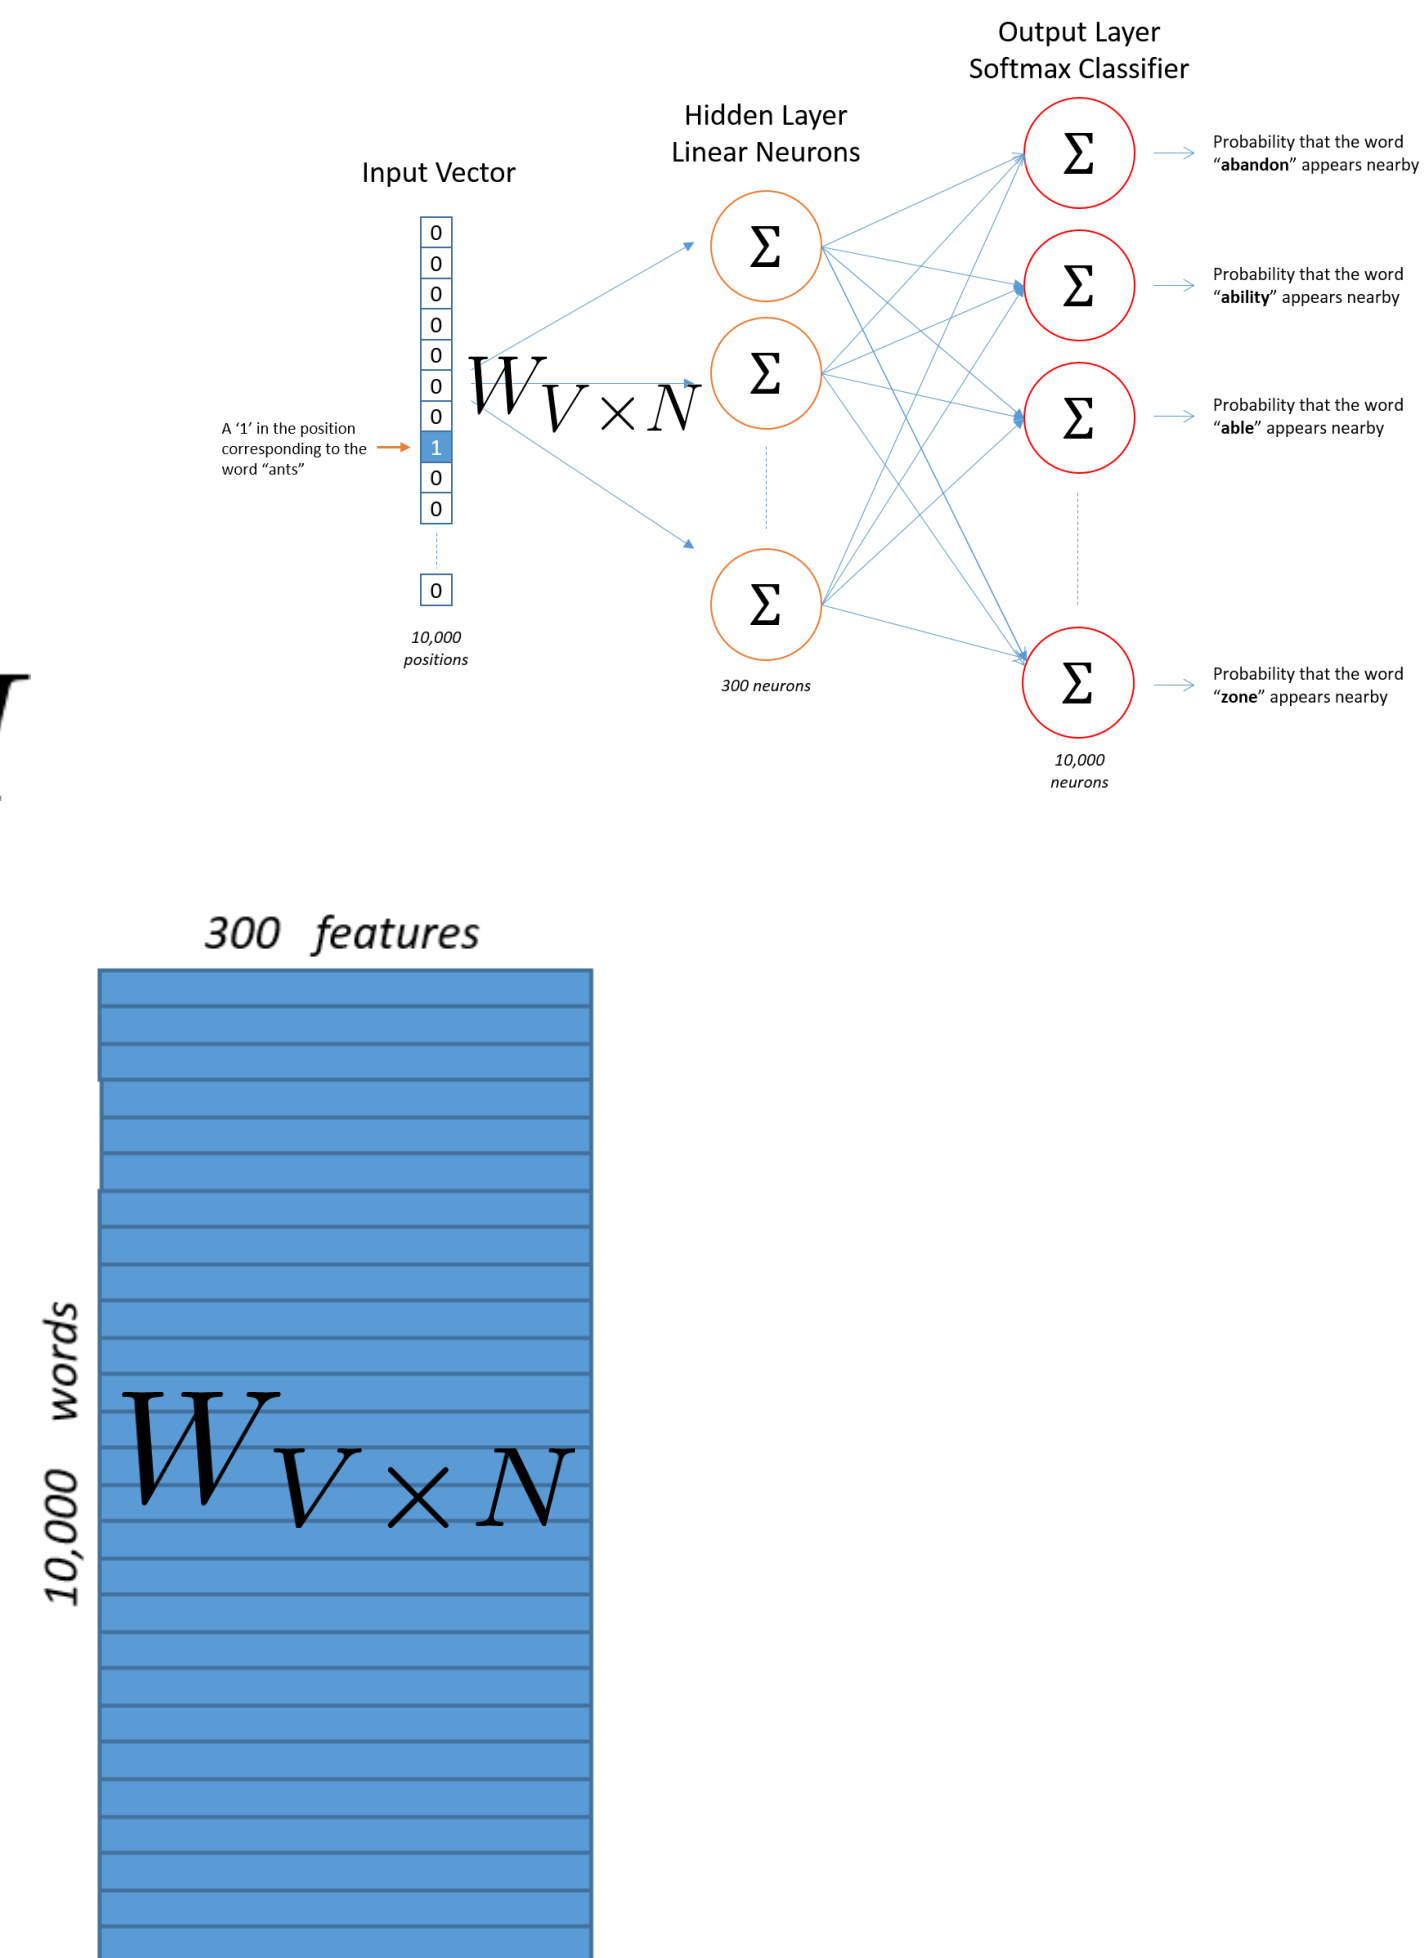 Output Layer
Softmax Classifier
Hidden Layer
Linear Neurons
Input Vector
0
0
0
0
0
0
0
1
0
0
0
A ‘1’ in the position
corresponding to the
word “ants”
10,000
positions
W V × N
Σ
Σ
Σ
300 neurons
Σ
Σ
Σ
Σ
10,000
neurons
Probability that the word
“abandon” appears nearby
Probability that the word
“ability” appears nearby
Probability that the word
“able” appears nearby
Probability that the word
“zone” appears nearby
300 features
10,000 words
W V × N